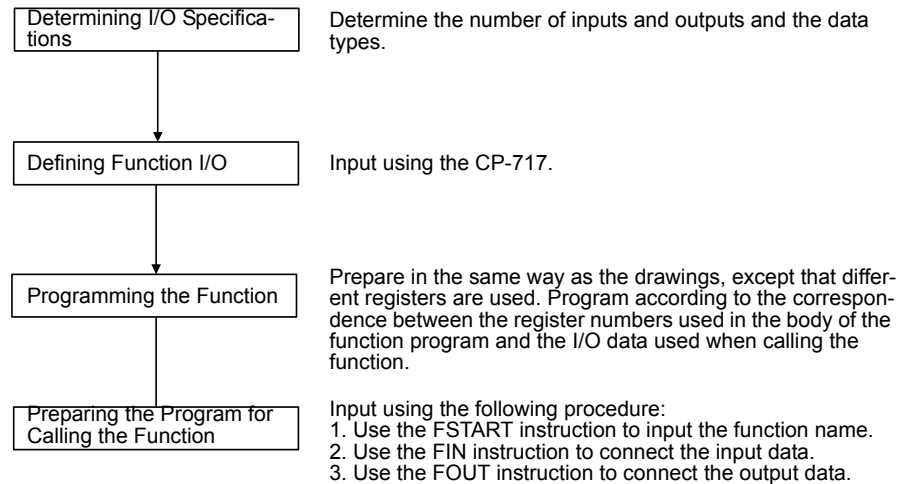 Determining I/O Specifica-
tions
Determine the number of inputs and outputs and the data
types.
Defining Function I/O
Input using the CP-717.
Programming the Function
Prepare in the same way as the drawings, except that differ-
ent registers are used. Program according to the correspon-
dence between the register numbers used in the body of the
function program and the I/O data used when calling the
function.
Preparing the Program for
Calling the Function
Input using the following procedure:
1. Use the FSTART instruction to input the function name.
2. Use the FIN instruction to connect the input data.
3. Use the FOUT instruction to connect the output data.